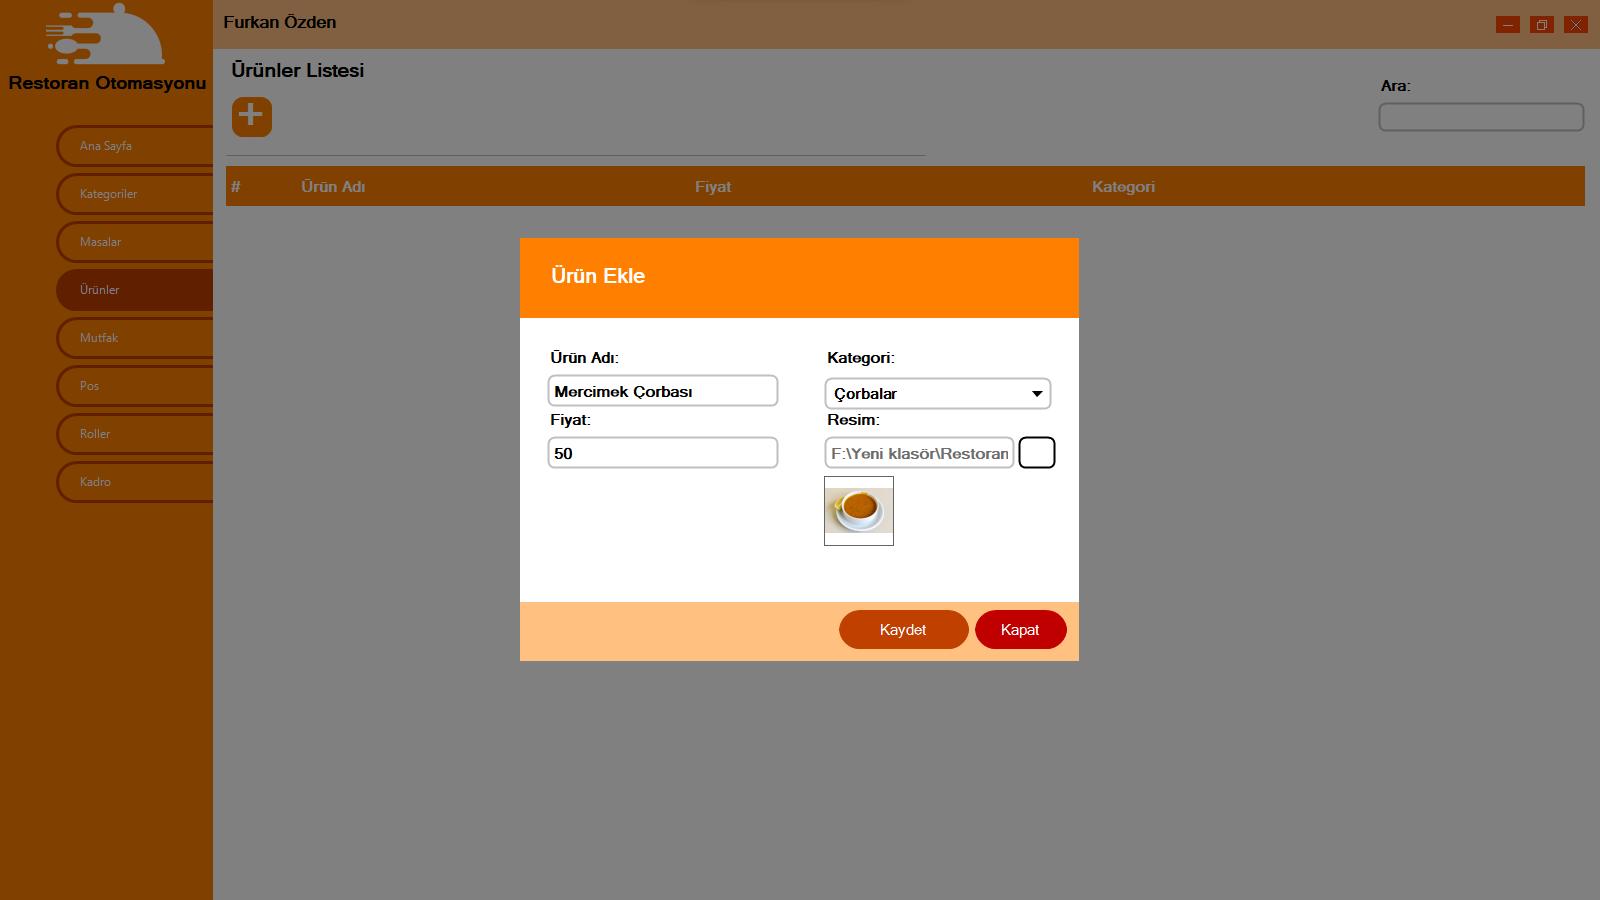 Restoran Otomasyonu
Ana Sayfa
Kategoriler
Masalar
Ürünler
Mutfak
Pos
Roller
Kadro
Furkan Özden
Ürünler Listesi
Ara:
# Ürün Adı Fiyat Kategori
Ürün Ekle
Ürün Adı: Kategori:
Mercimek Çorbası Çorbalar
Fiyat: Resim:
50 F:\Yeni klasör\Restoran
Kaydet Kapat